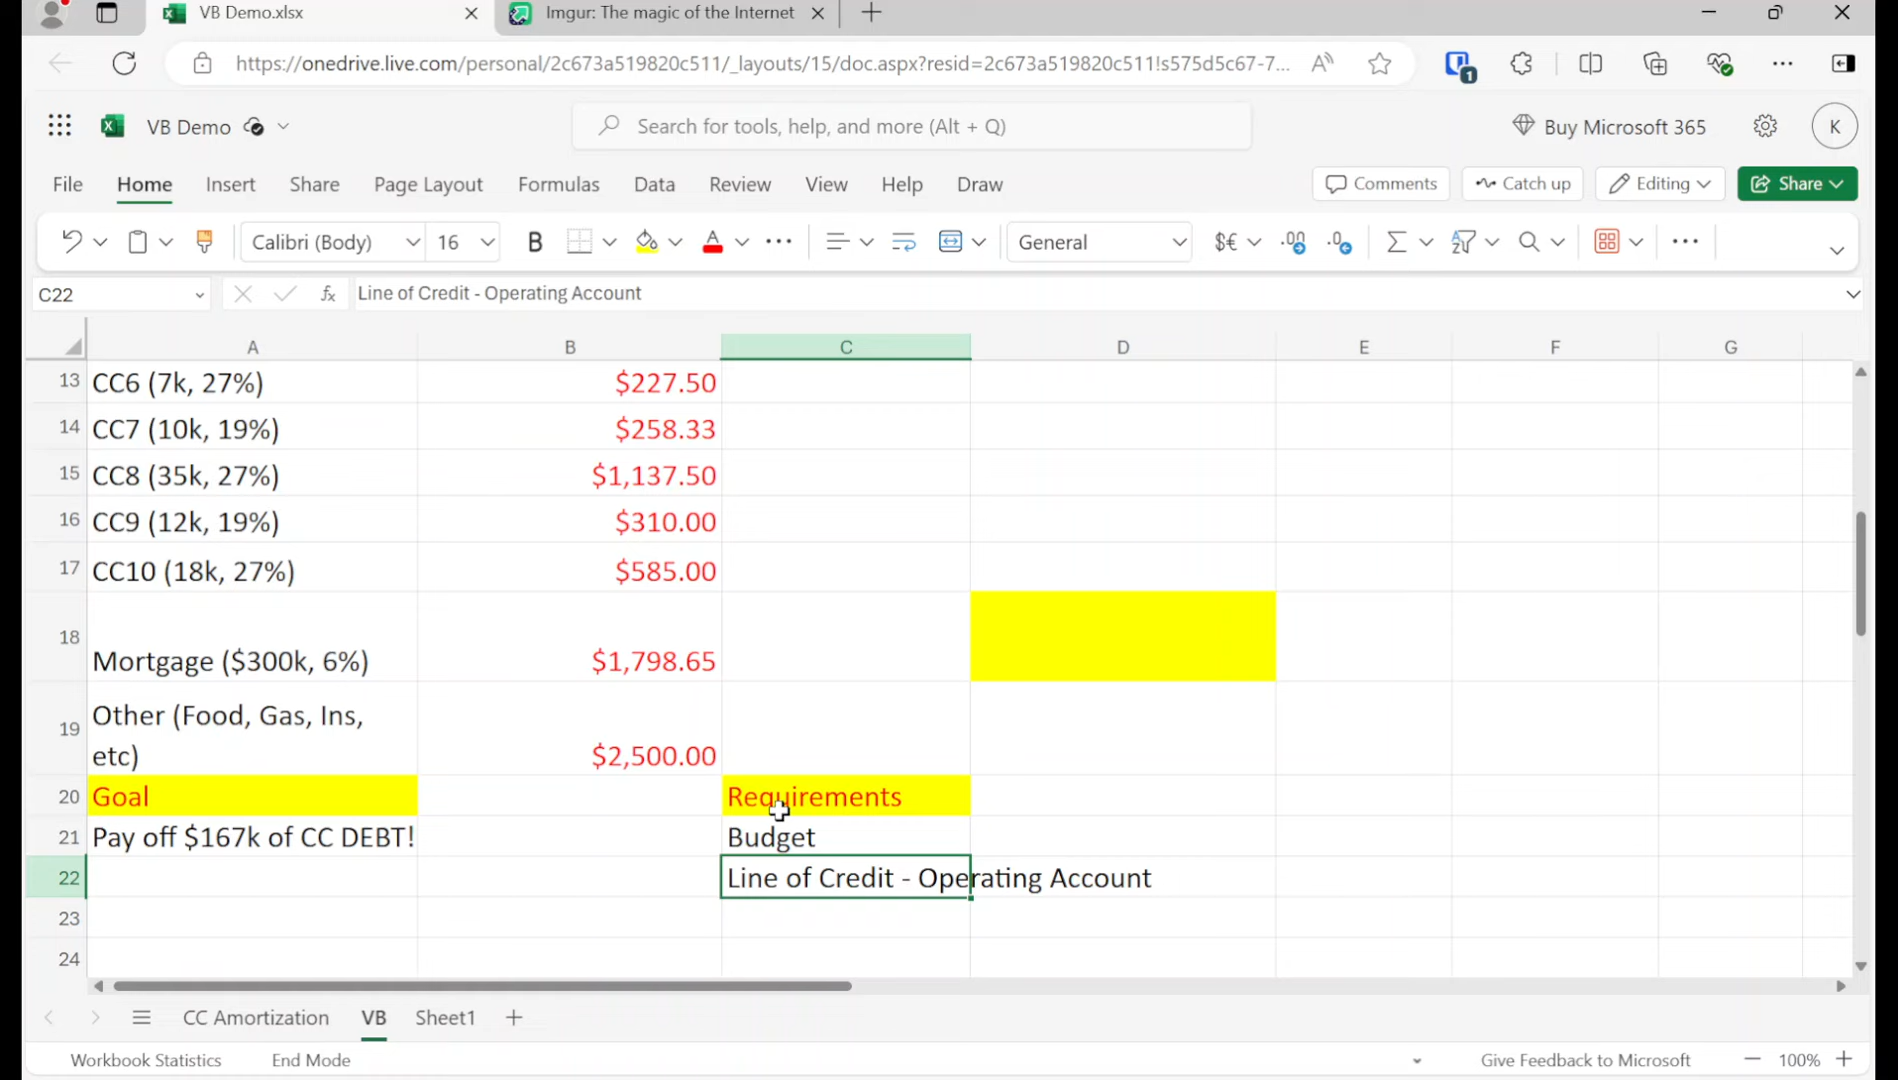 VB Demo.xlsx
Imgur: The magic of the Internet
https://onedrive.live.com/personal/2c673a519820c511/_layouts/15/doc.aspx?resid=2c673a519820c511!s575d5c67-7...
1
VB Demo
Search for tools, help, and more (Alt + Q)
Buy Microsoft 365
K
File Home Insert Share Page Layout Formulas Data Review View Help Draw
Comments Catch up Editing Share
Calibri (Body) 16 B A General $€ .00 .0
C22 fx Line of Credit - Operating Account
A B C D E F G
13 CC6 (7k, 27%) $227.50
14 CC7 (10k, 19%) $258.33
15 CC8 (35k, 27%) $1,137.50
16 CC9 (12k, 19%) $310.00
17 CC10 (18k, 27%) $585.00
18 Mortgage ($300k, 6%) $1,798.65
19 Other (Food, Gas, Ins,
etc) $2,500.00
20 Goal Requirements
21 Pay off $167k of CC DEBT! Budget
22 Line of Credit - Operating Account
23
24
CC Amortization VB Sheet1
Workbook Statistics End Mode Give Feedback to Microsoft 100%